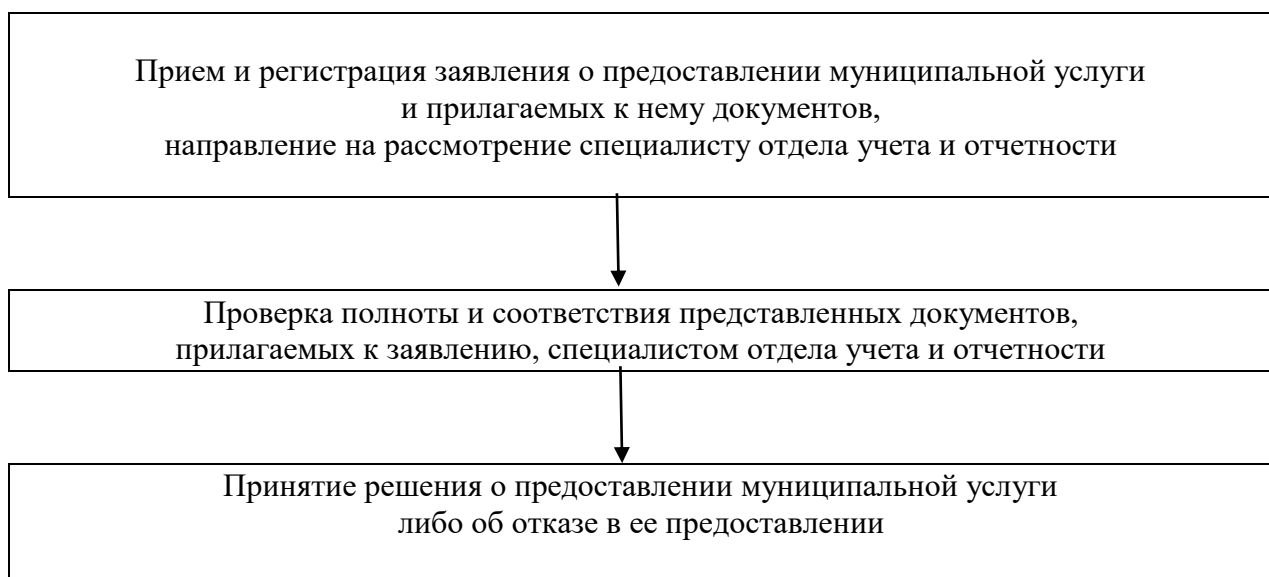 Прием и регистрация заявления о предоставлении муниципальной услуги
и прилагаемых к нему документов,
направление на рассмотрение специалисту отдела учета и отчетности
Проверка полноты и соответствия представленных документов,
прилагаемых к заявлению, специалистом отдела учета и отчетности
Принятие решения о предоставлении муниципальной услуги
либо об отказе в ее предоставлении